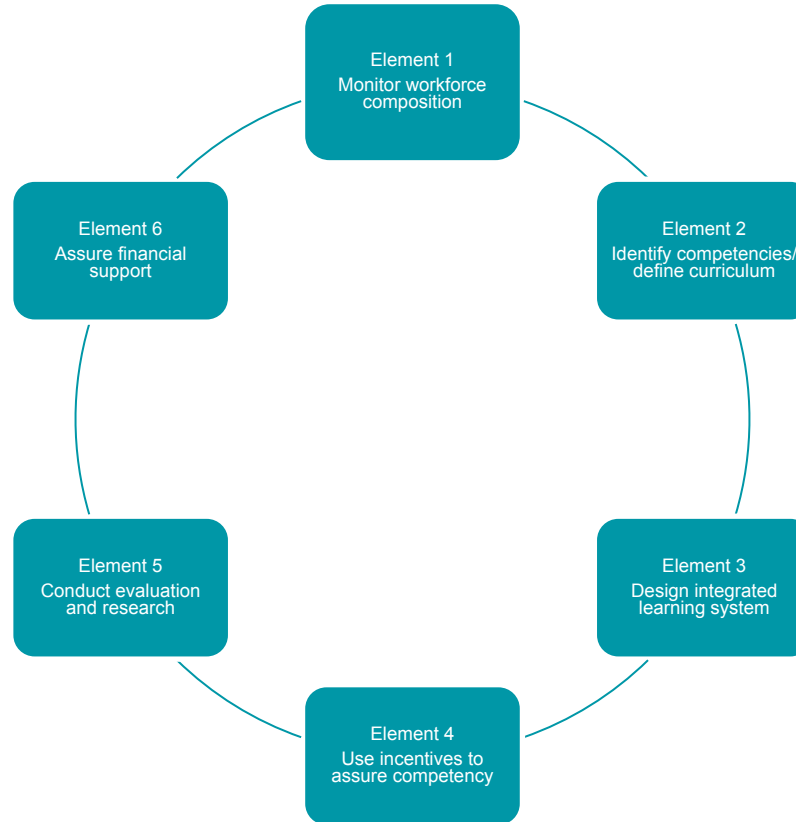 Element 1
Monitor workforce
composition
Element 2
Identify competencies/
define curriculum
Element 3
Design integrated
learning system
Element 4
Use incentives to
assure competency
Element 5
Conduct evaluation
and research
Element 6
Assure financial
support